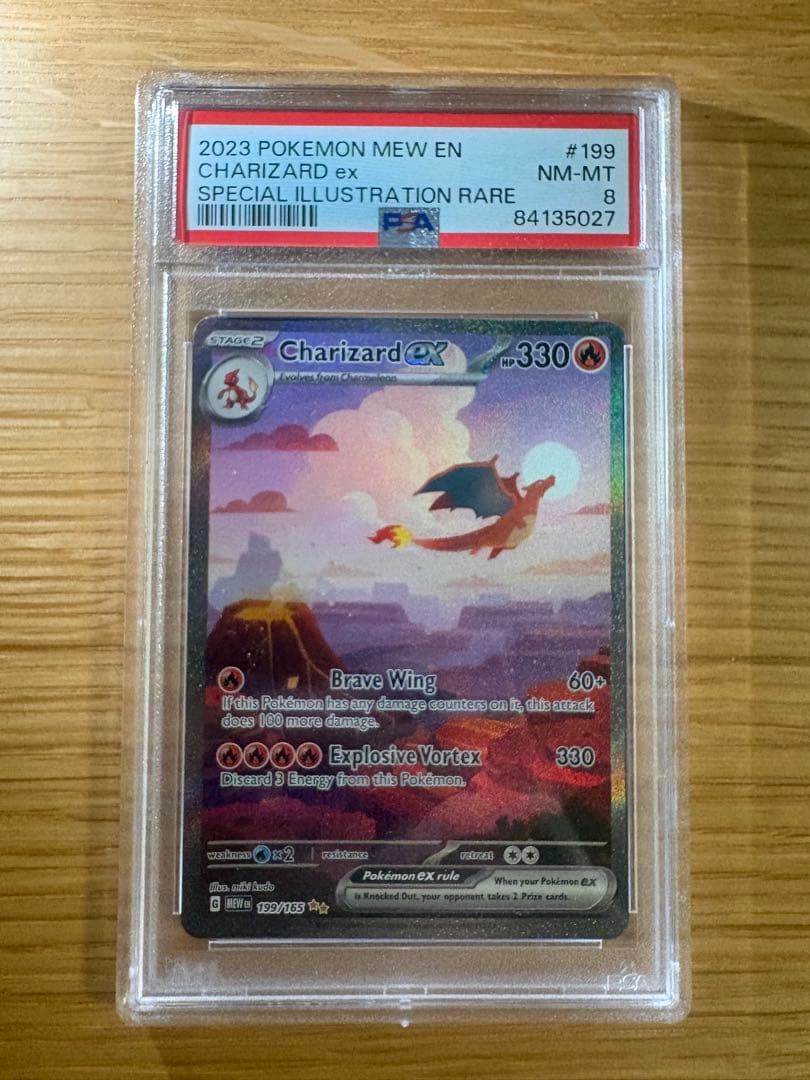 2023 POKEMON MEW EN #199
CHARIZARD ex NM-MT
SPECIAL ILLUSTRATION RARE 8
PSA 84135027
STAGE2 Charizard ex HP330
Evolves from Charmeleon
Brave Wing 60+
If this Pokémon has any damage counters on it, this attack
does 100 more damage.
Explosive Vortex 330
Discard 3 Energy from this Pokémon.
weakness ×2 resistance retreat
Pokémon ex rule When your Pokémon ex
is Knocked Out, your opponent takes 2 Prize cards.
Illus. miki kudo
G MEW EN 199/165
PSA